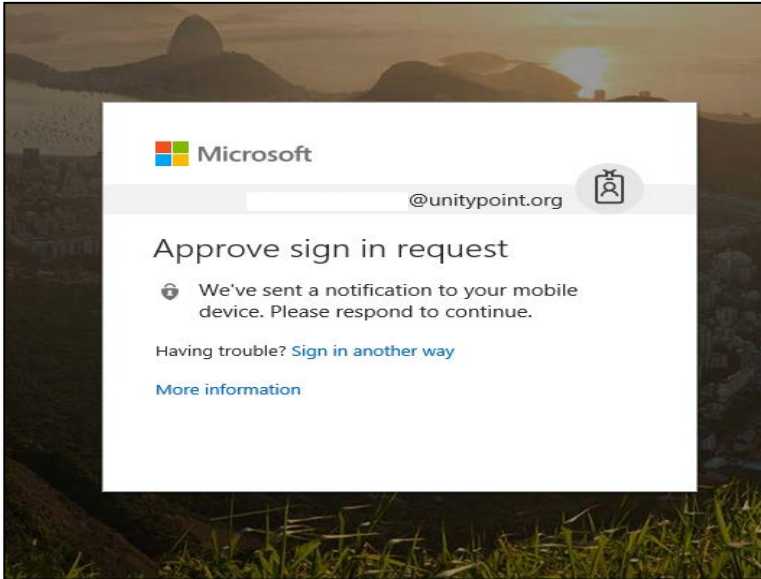 Microsoft
@unitypoint.org
Approve sign in request
We've sent a notification to your mobile
device. Please respond to continue.
Having trouble? Sign in another way
More information